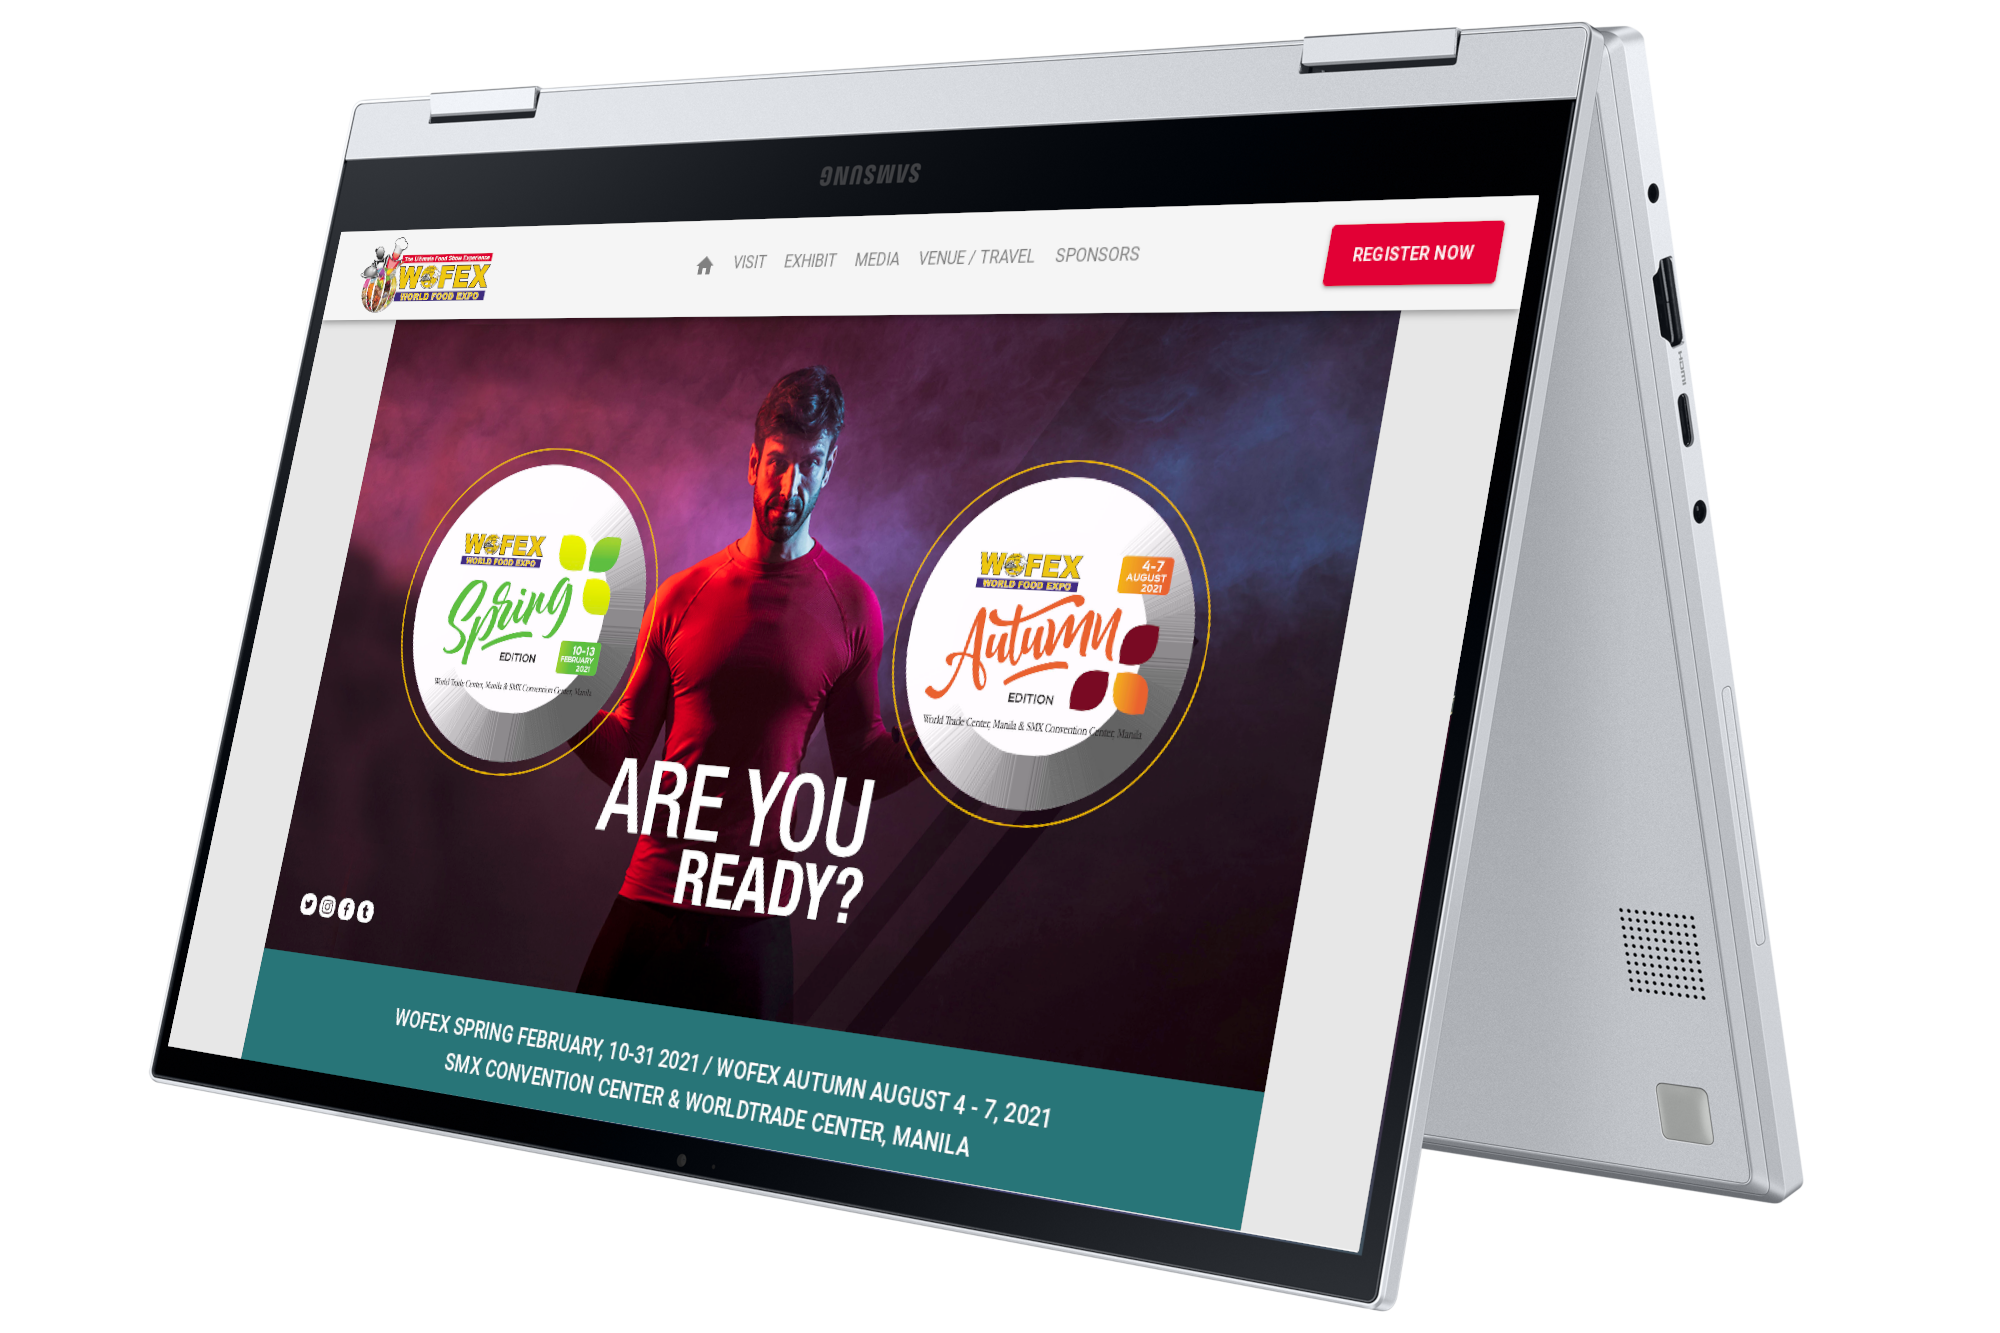 SAMSUNG
The Ultimate Food Show Experience
WOFEX
WORLD FOOD EXPO
VISIT EXHIBIT MEDIA VENUE / TRAVEL SPONSORS
REGISTER NOW
WOFEX
WORLD FOOD EXPO
Spring
EDITION
10-13
FEBRUARY
2021
World Trade Center, Manila & SMX Convention Center, Manila
WOFEX
WORLD FOOD EXPO
4-7
AUGUST
2021
Autumn
EDITION
World Trade Center, Manila & SMX Convention Center, Manila
ARE YOU
READY?
WOFEX SPRING FEBRUARY, 10-31 2021 / WOFEX AUTUMN AUGUST 4 - 7, 2021
SMX CONVENTION CENTER & WORLDTRADE CENTER, MANILA
HDMI